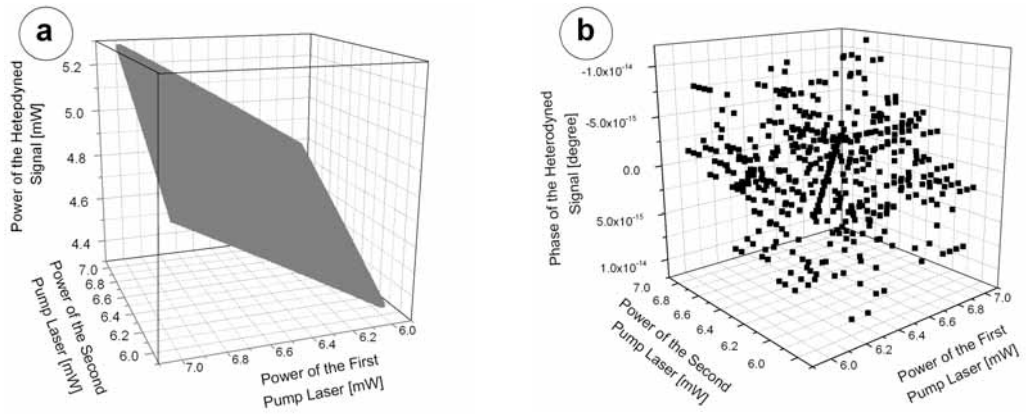 a
Power of the Hetepdyned
Signal [mW]
5.2
5.0
4.8
4.6
4.4
7.0
6.8
6.6
6.4
6.2
6.0
Power of the Second
Pump Laser [mW]
7.0
6.8
6.6
6.4
6.2
6.0
Power of the First
Pump Laser [mW]
b
Phase of the Heterodyned
Signal [degree]
-1.0x10⁻¹⁴
-5.0x10⁻¹⁵
0.0
5.0x10⁻¹⁵
1.0x10⁻¹⁴
7.0
6.8
6.6
6.4
6.2
6.0
Power of the Second
Pump Laser [mW]
6.0
6.2
6.4
6.6
6.8
7.0
Power of the First
Pump Laser [mW]